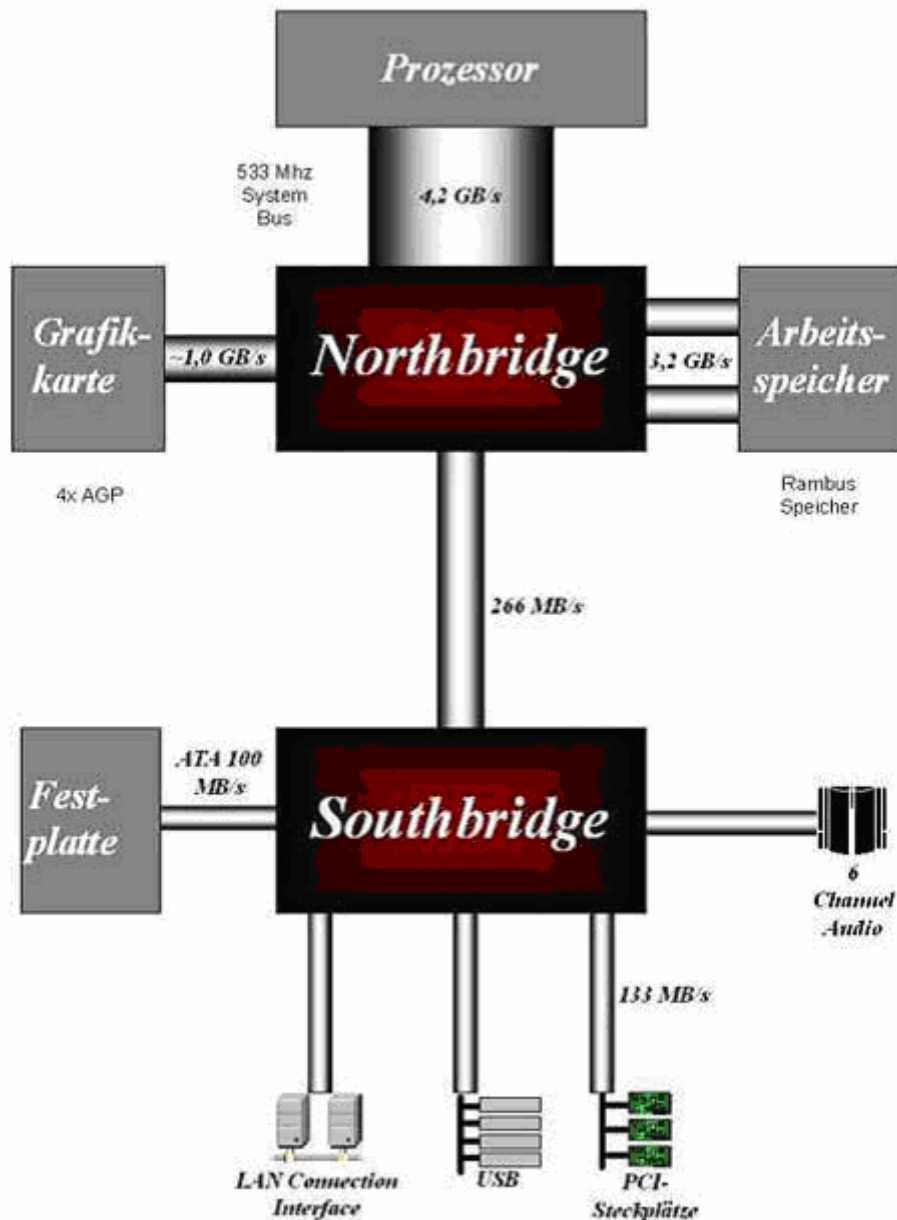 Prozessor
533 Mhz
System
Bus
4,2 GB/s
Grafik-
karte
~1,0 GB/s
Northbridge
3,2 GB/s
Arbeits-
speicher
4x AGP
Rambus
Speicher
266 MB/s
Fest-
platte
ATA 100
MB/s
Southbridge
6
Channel
Audio
133 MB/s
LAN Connection
Interface
USB
PCI-
Steckplätze